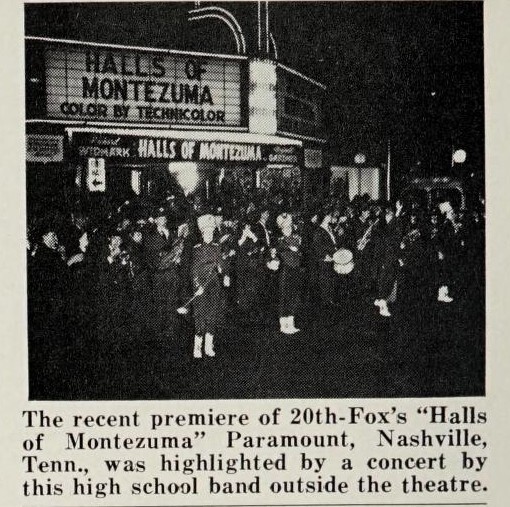 HALLS OF
MONTEZUMA
COLOR BY TECHNICOLOR
WIDMARK HALLS OF MONTEZUMA
The recent premiere of 20th-Fox's "Halls
of Montezuma" Paramount, Nashville,
Tenn., was highlighted by a concert by
this high school band outside the theatre.